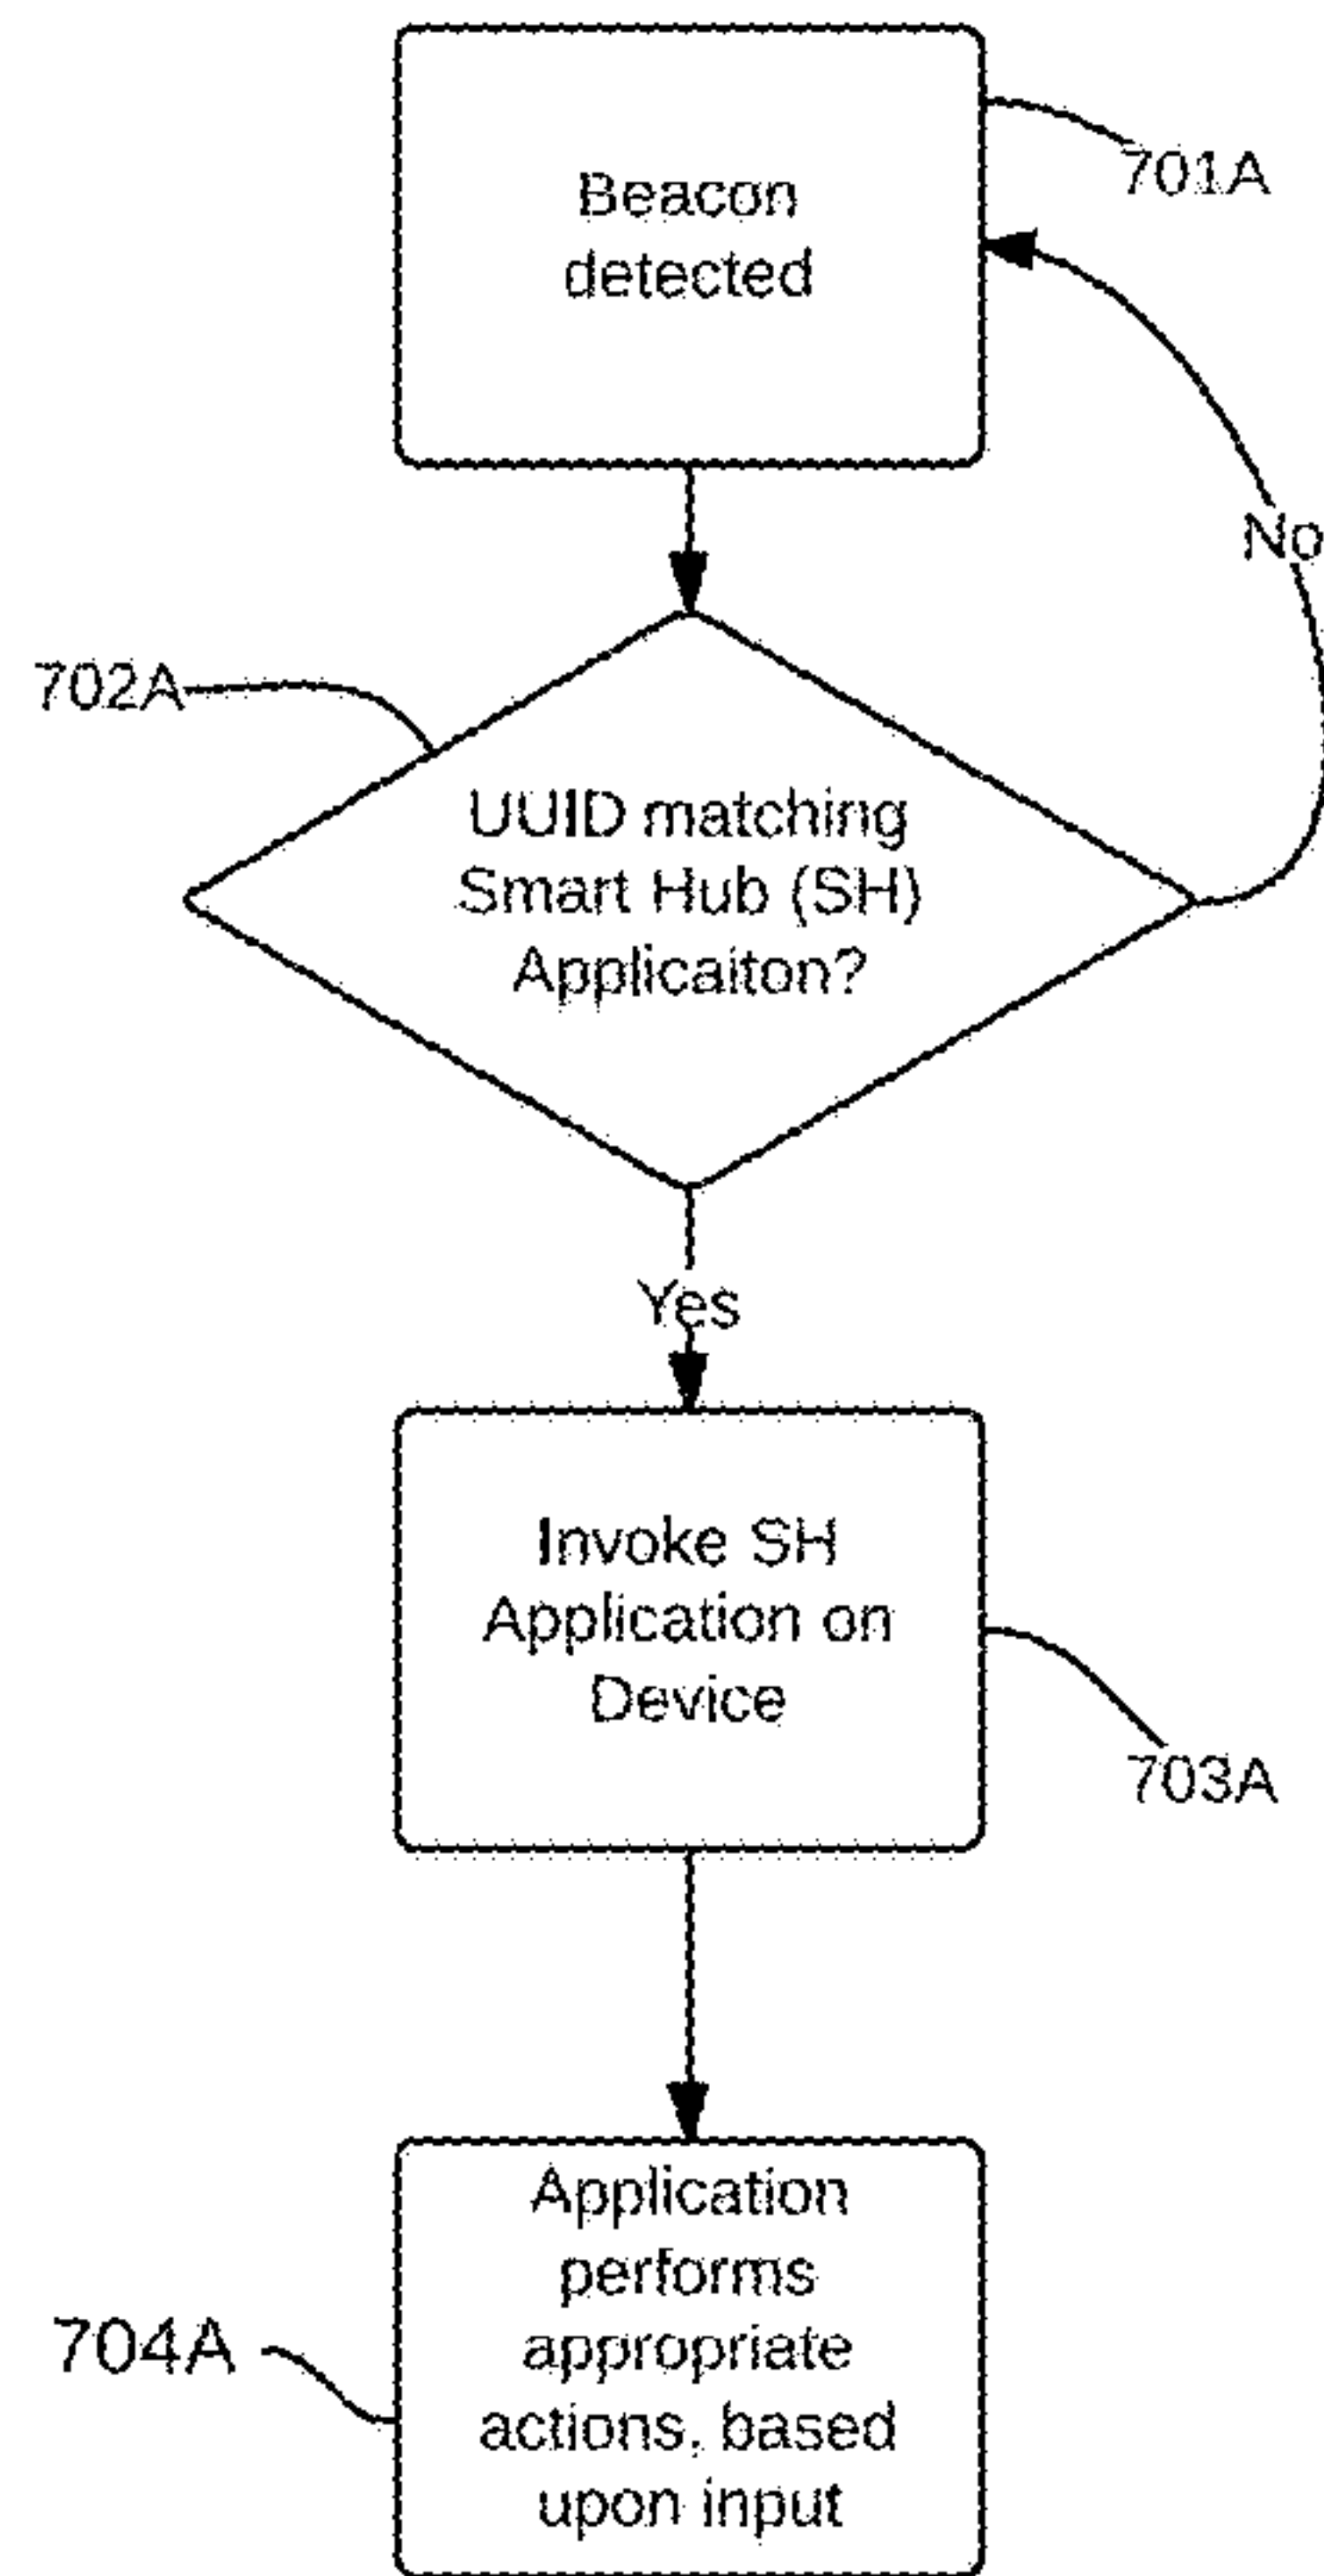 Beacon
detected
701A
No
702A
UUID matching
Smart Hub (SH)
Applicaiton?
Yes
Invoke SH
Application on
Device
703A
Application
performs
appropriate
actions, based
upon input
704A